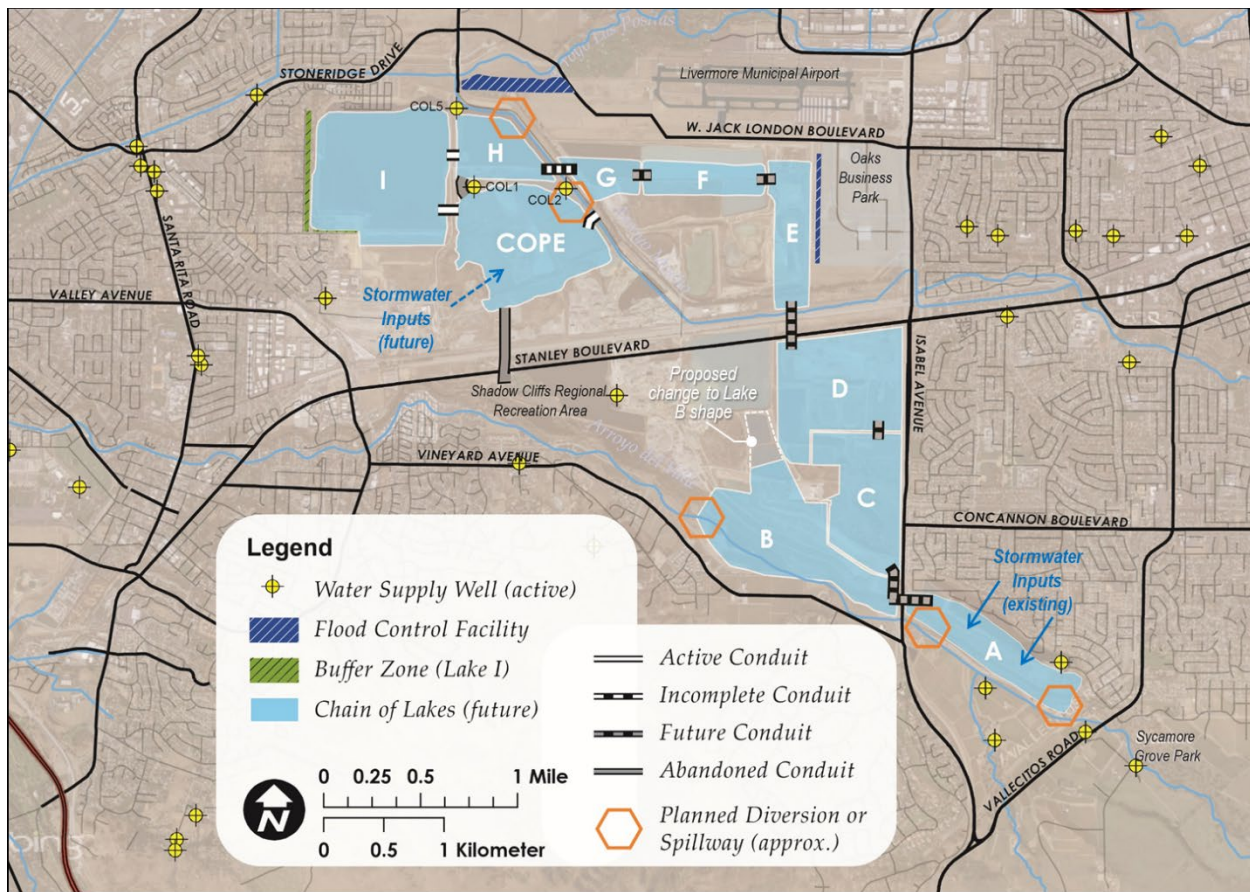 STONERIDGE DRIVE
Livermore Municipal Airport
COL5
W. JACK LONDON BOULEVARD
H
I
G
F
Oaks
Business
Park
COL1
COL2
SANTA RITA ROAD
COPE
E
VALLEY AVENUE
Stormwater
Inputs
(future)
STANLEY BOULEVARD
ISABEL AVENUE
Shadow Cliffs Regional
Recreation Area
Proposed
change to Lake
B shape
D
VINEYARD AVENUE
C
B
CONCANNON BOULEVARD
Stormwater
Inputs
(existing)
A
VALLECITOS ROAD
Sycamore
Grove Park
Legend
Water Supply Well (active)
Flood Control Facility
Buffer Zone (Lake I)
Chain of Lakes (future)
Active Conduit
Incomplete Conduit
Future Conduit
Abandoned Conduit
Planned Diversion or
Spillway (approx.)
N
0 0.25 0.5 1 Mile
0 0.5 1 Kilometer